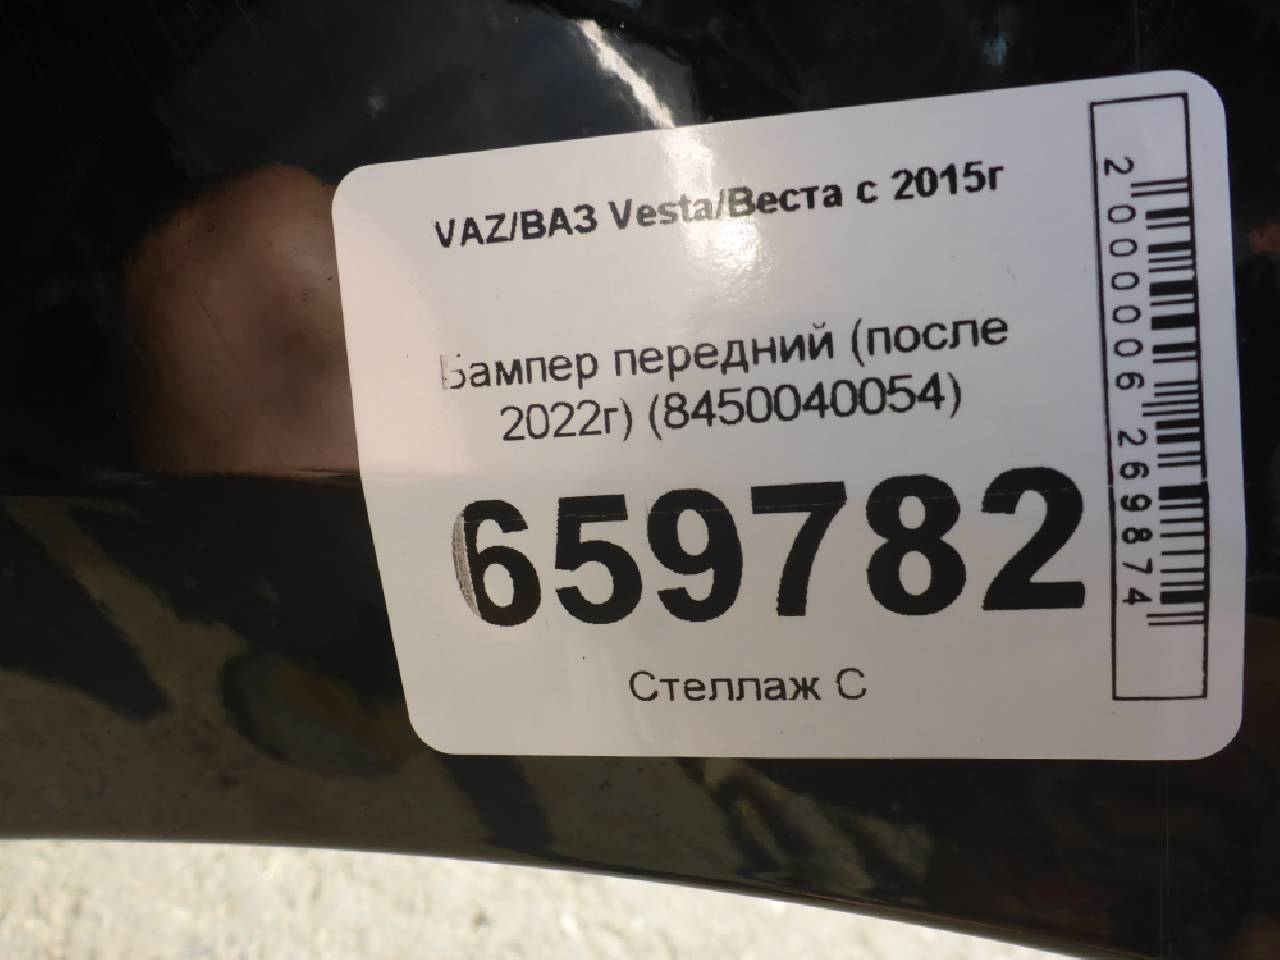 VAZ/ВАЗ Vesta/Веста с 2015г
Бампер передний (после
2022г) (8450040054)
659782
Стеллаж С
2000006269874